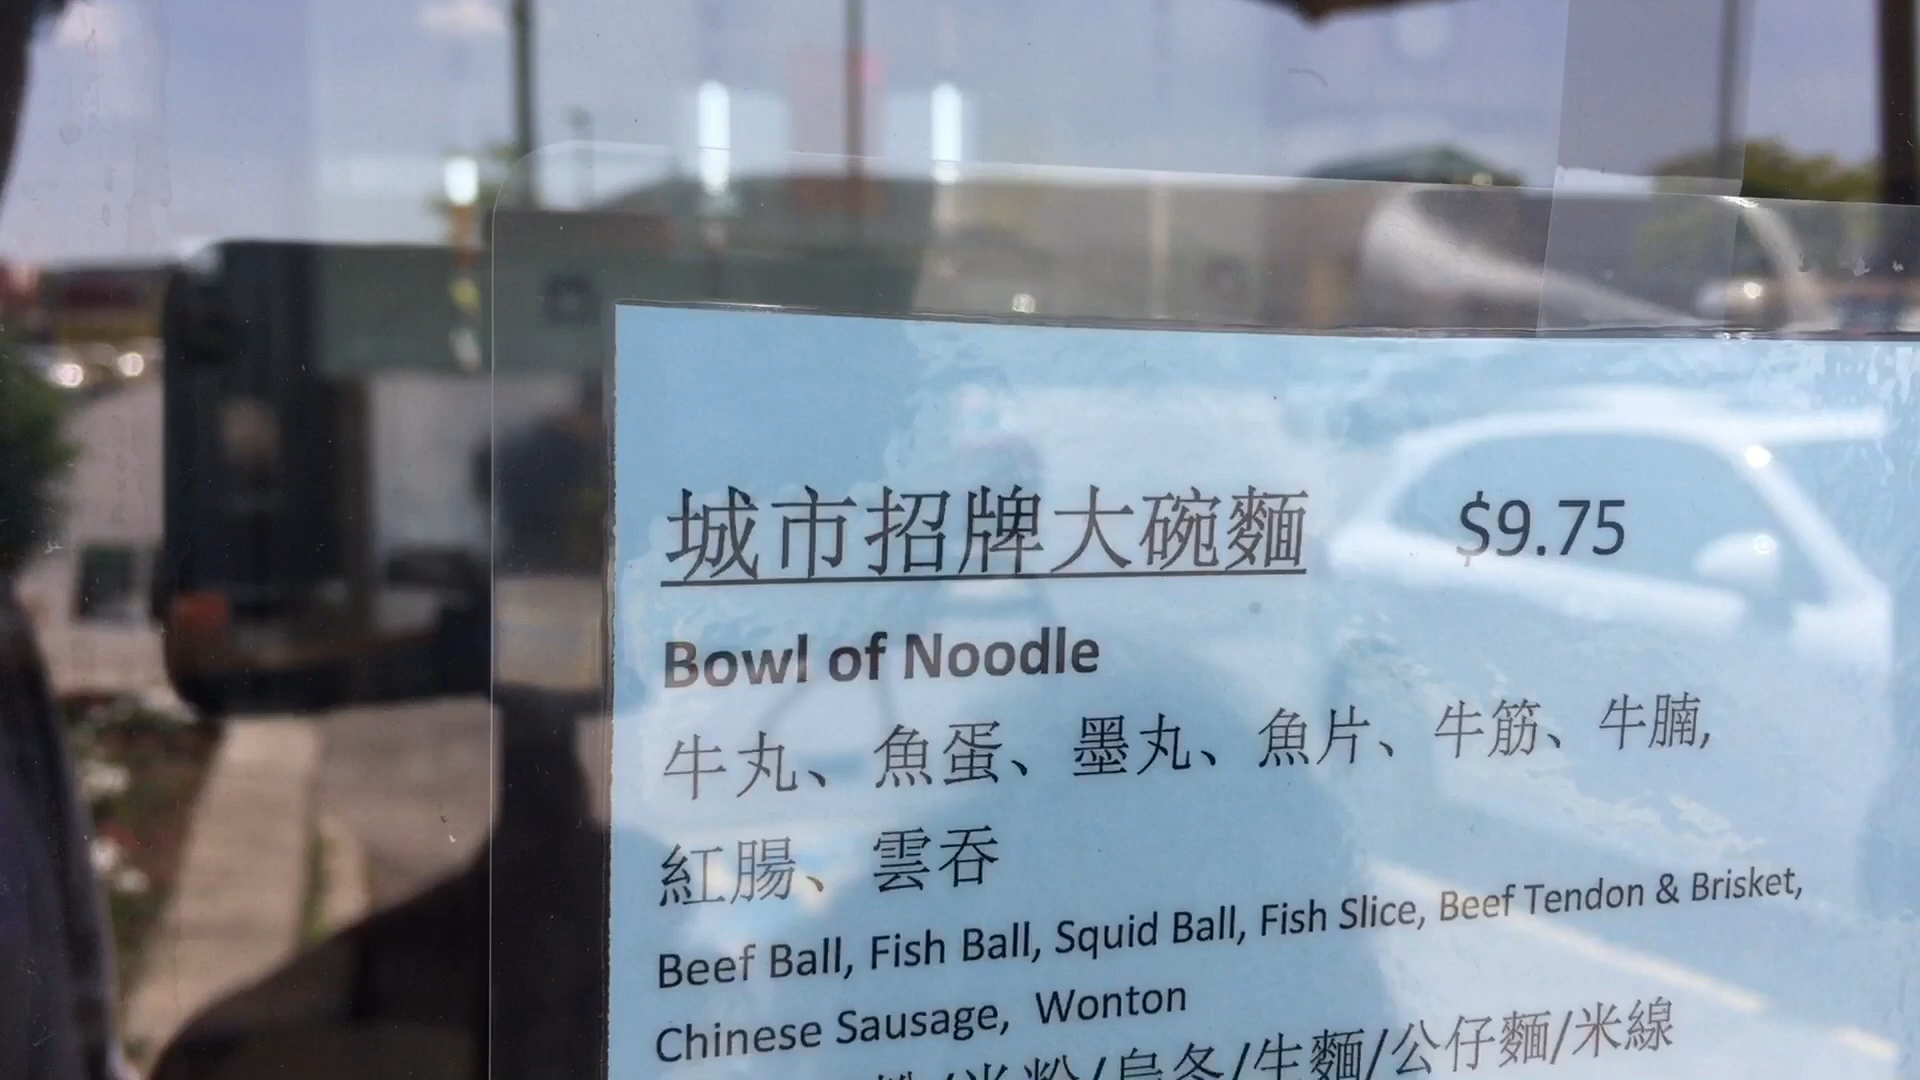 城市招牌大碗麵 $9.75
Bowl of Noodle
牛丸、魚蛋、墨丸、魚片、牛筋、牛腩,
紅腸、雲吞
Beef Ball, Fish Ball, Squid Ball, Fish Slice, Beef Tendon & Brisket,
Chinese Sausage, Wonton
/米粉/烏冬/生麵/公仔麵/米線